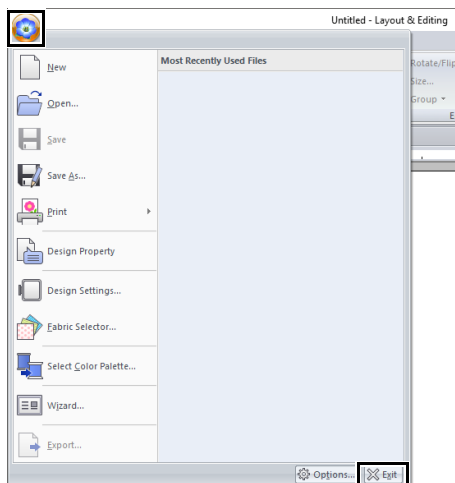 Untitled - Layout & Editing
Most Recently Used Files
New
Open...
Save
Save As...
Print
Design Property
Design Settings...
Fabric Selector...
Select Color Palette...
Wizard...
Export...
Rotate/Flip
Size...
Group
E
Options...
Exit